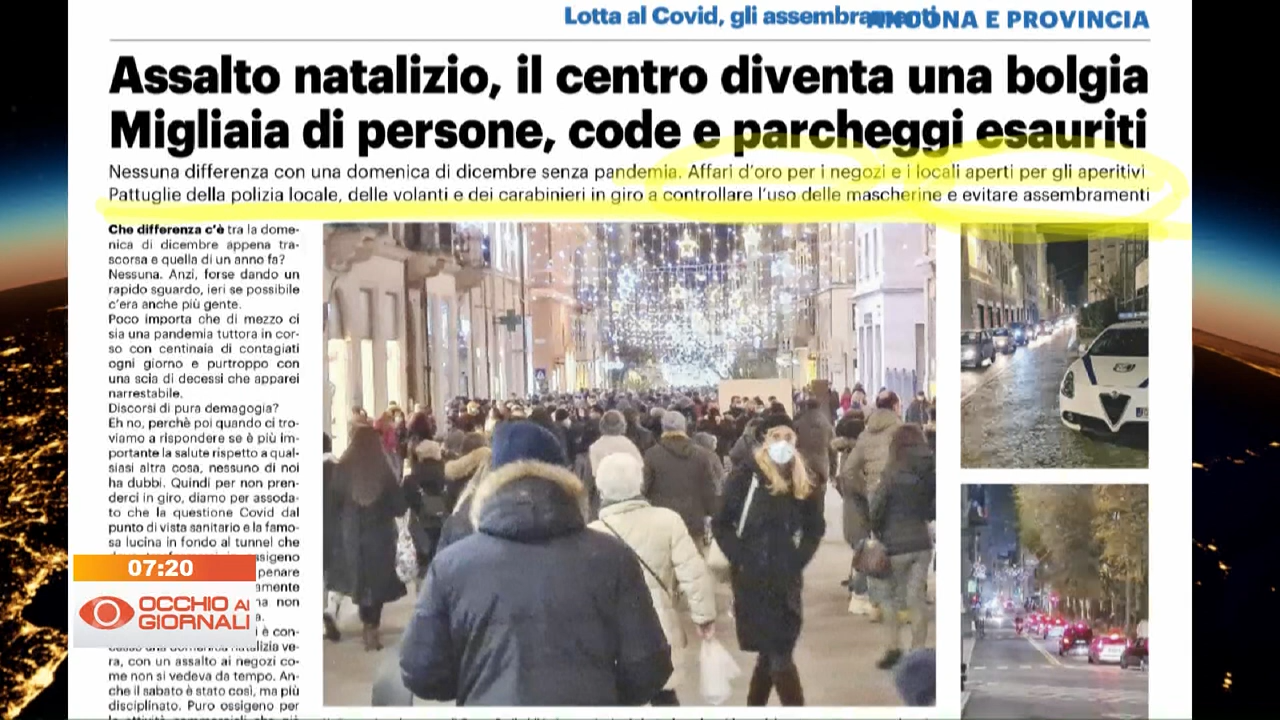 Lotta al Covid, gli assembramenti
ANCONA E PROVINCIA
Assalto natalizio, il centro diventa una bolgia
Migliaia di persone, code e parcheggi esauriti
Nessuna differenza con una domenica di dicembre senza pandemia. Affari d'oro per i negozi e i locali aperti per gli aperitivi
Pattuglie della polizia locale, delle volanti e dei carabinieri in giro a controllare l'uso delle mascherine e evitare assembramenti
Che differenza c'è tra la dome-
nica di dicembre appena tra-
scorsa e quella di un anno fa?
Nessuna. Anzi, forse dando un
rapido sguardo, ieri se possibile
c'era anche più gente.
Poco importa che di mezzo ci
sia una pandemia tuttora in cor-
so con centinaia di contagiati
ogni giorno e purtroppo con
una scia di decessi che apparei
narrestabile.
Discorsi di pura demagogia?
Eh no, perchè poi quando ci tro-
viamo a rispondere se è più im-
portante la salute rispetto a qual-
siasi altra cosa, nessuno di noi
ha dubbi. Quindi per non pren-
derci in giro, diamo per assoda-
to che la questione Covid dal
punto di vista sanitario e la famo-
sa lucina in fondo al tunnel che
07:20
OCCHIO AI
GIORNALI
ra, con un assalto ai negozi co-
me non si vedeva da tempo. An-
che il sabato è stato così, ma più
disciplinato. Puro ossigeno per